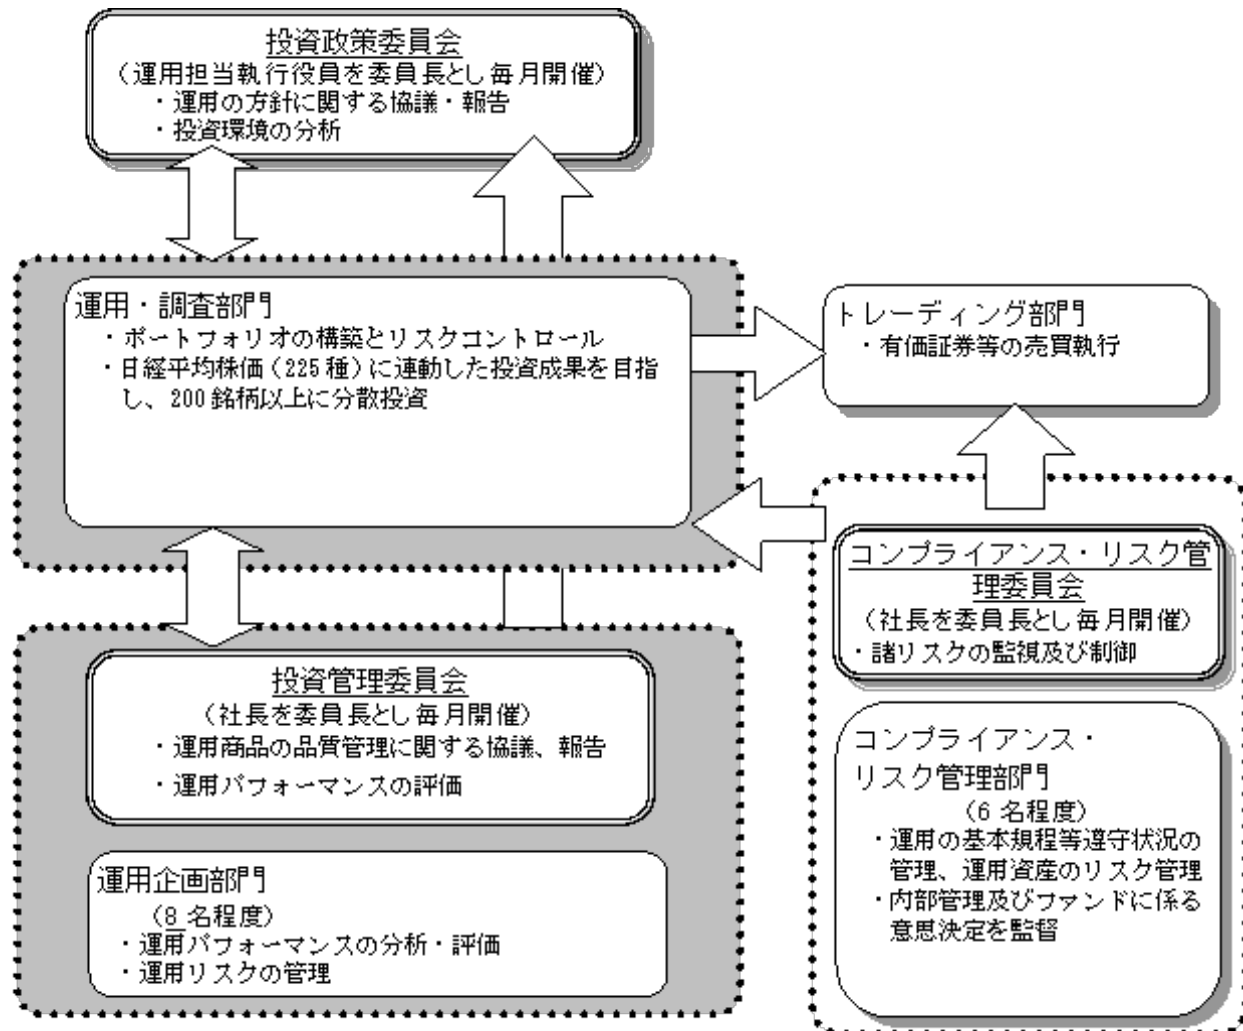 投資政策委員会
（運用担当執行役員を委員長とし毎月開催）
・運用の方針に関する協議・報告
・投資環境の分析
運用・調査部門
・ポートフォリオの構築とリスクコントロール
・日経平均株価（225種）に連動した投資成果を目指
し、200銘柄以上に分散投資
トレーディング部門
・有価証券等の売買執行
コンプライアンス・リスク管
理委員会
（社長を委員長とし毎月開催）
・諸リスクの監視及び制御
投資管理委員会
（社長を委員長とし毎月開催）
・運用商品の品質管理に関する協議、報告
・運用パフォーマンスの評価
運用企画部門
（8名程度）
・運用パフォーマンスの分析・評価
・運用リスクの管理
コンプライアンス・
リスク管理部門
（6名程度）
・運用の基本規程等遵守状況の
管理、運用資産のリスク管理
・内部管理及びファンドに係る
意思決定を監督